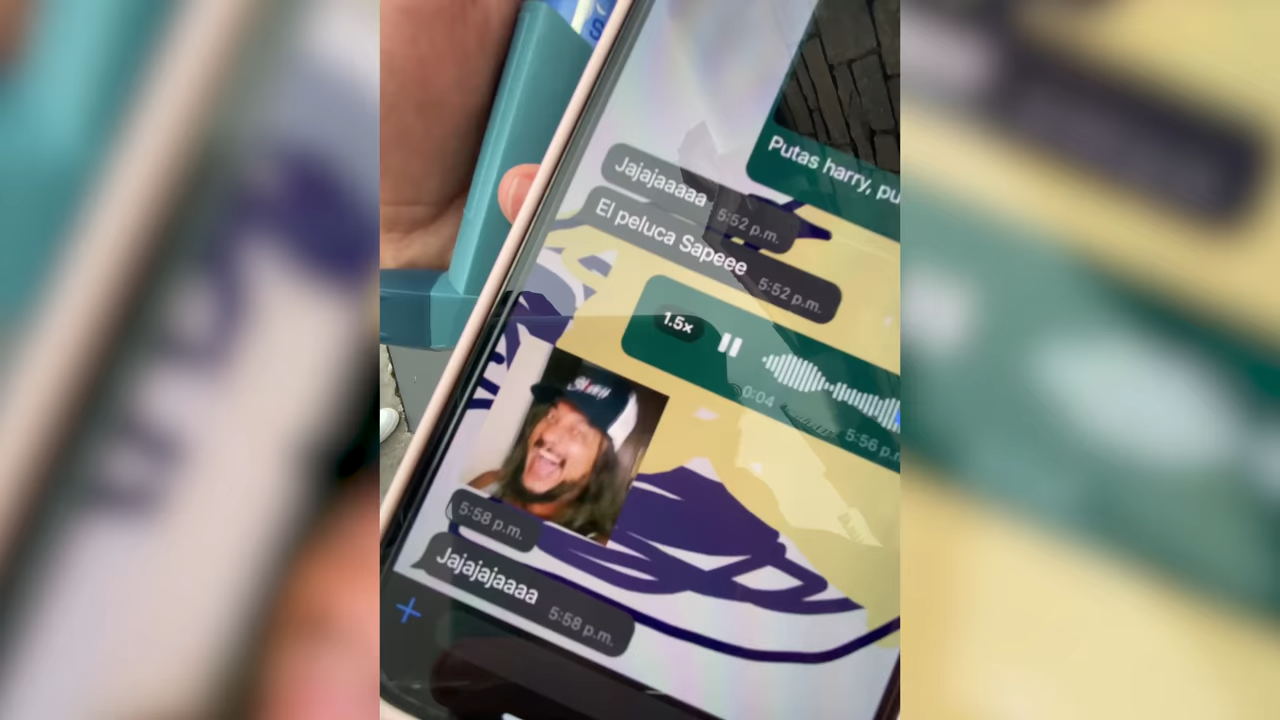 Putas harry, pu
Jajajaaaaa 5:52 p.m.
El peluca Sapeee 5:52 p.m.
1.5x
0:04
5:56 p.
5:58 p.m.
Jajajajaaaa 5:58 p.m.